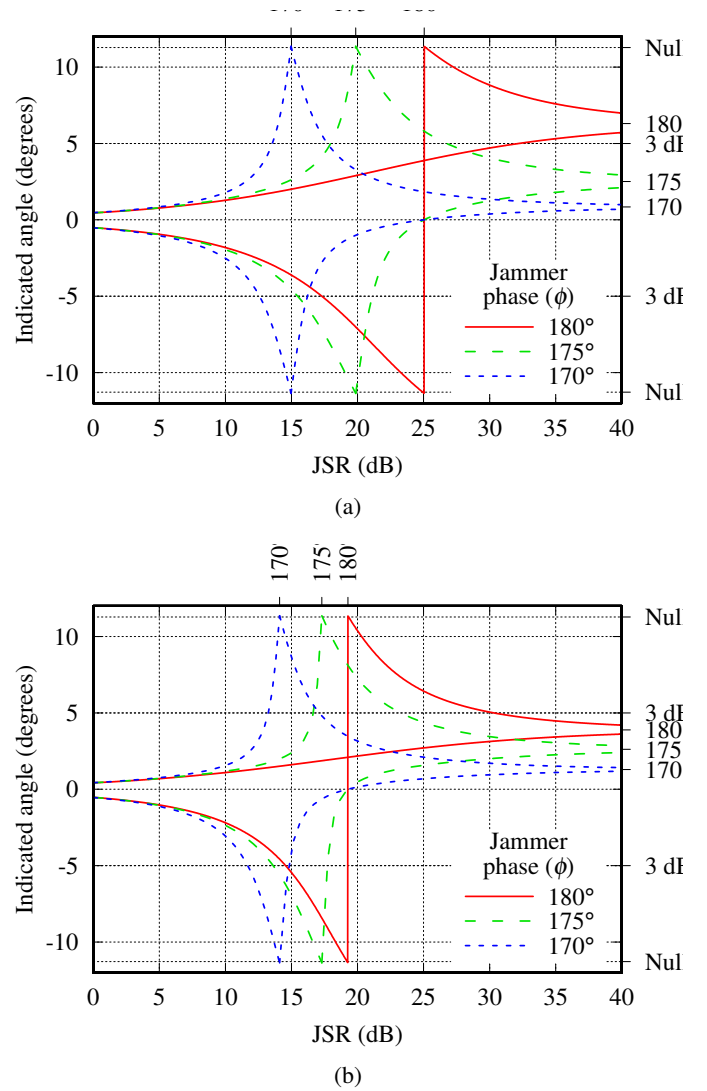 170 175 180
Nul
10
180
3 dB
5
175
170
0
Indicated angle (degrees)
Jammer
phase (ϕ)
-5
3 dB
180°
175°
170°
-10
Nul
0 5 10 15 20 25 30 35 40
JSR (dB)
(a)
170° 175° 180°
Nul
10
3 dB
5
180
175
170
0
Indicated angle (degrees)
Jammer
phase (ϕ)
-5
3 dB
180°
175°
170°
-10
Nul
0 5 10 15 20 25 30 35 40
JSR (dB)
(b)